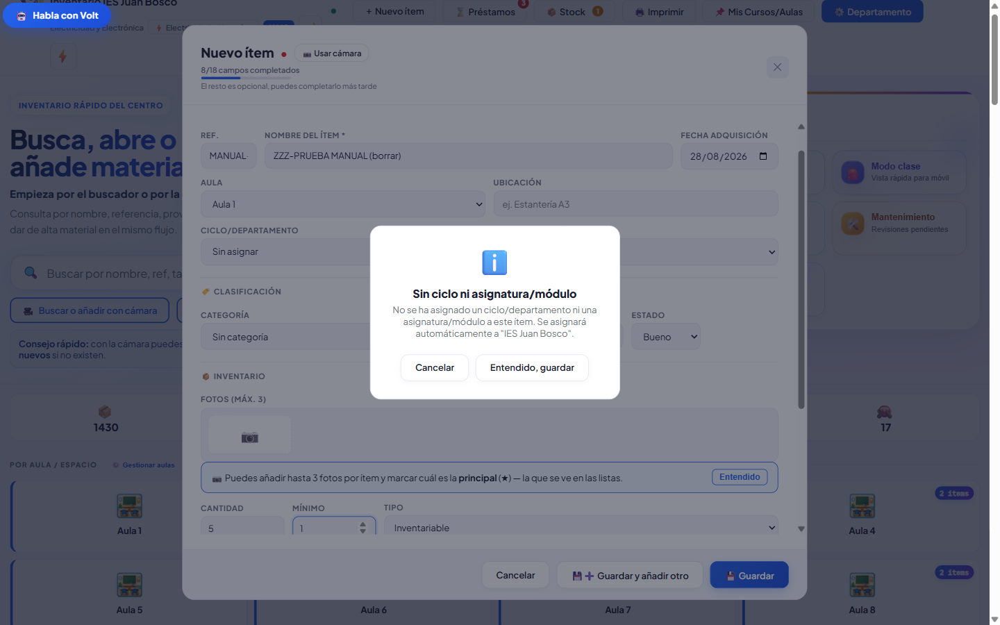 Inventario IES Juan Bosco
Habla con Volt
Electricidad y Electrónica
+ Nuevo ítem
Préstamos
3
Stock
1
Imprimir
Mis Cursos/Aulas
Departamento
Nuevo ítem
Usar cámara
8/18 campos completados
El resto es opcional, puedes completarlo más tarde
INVENTARIO RÁPIDO DEL CENTRO
Busca, abre o
añade materia
Empieza por el buscador o por la
Consulta por nombre, referencia, prov
dar de alta material en el mismo flujo.
Buscar por nombre, ref, ta
Buscar o añadir con cámara
Consejo rápido: con la cámara puedes
nuevos si no existen.
REF.
NOMBRE DEL ÍTEM *
FECHA ADQUISICIÓN
MANUAL-
ZZZ-PRUEBA MANUAL (borrar)
28/08/2026
AULA
UBICACIÓN
Aula 1
ej. Estantería A3
CICLO/DEPARTAMENTO
Sin asignar
CLASIFICACIÓN
CATEGORÍA
ESTADO
Sin categoría
Bueno
Sin ciclo ni asignatura/módulo
No se ha asignado un ciclo/departamento ni una
asignatura/módulo a este ítem. Se asignará
automáticamente a "IES Juan Bosco".
Cancelar
Entendido, guardar
INVENTARIO
FOTOS (MÁX. 3)
Puedes añadir hasta 3 fotos por ítem y marcar cuál es la principal (★) — la que se ve en las listas.
Entendido
CANTIDAD
MÍNIMO
TIPO
5
1
Inventariable
Cancelar
Guardar y añadir otro
Guardar
Modo clase
Vista rápida para móvil
Mantenimiento
Revisiones pendientes
1430
17
POR AULA / ESPACIO
Gestionar aulas
Aula 1
2 ítems
Aula 4
Aula 5
Aula 6
Aula 7
2 ítems
Aula 8